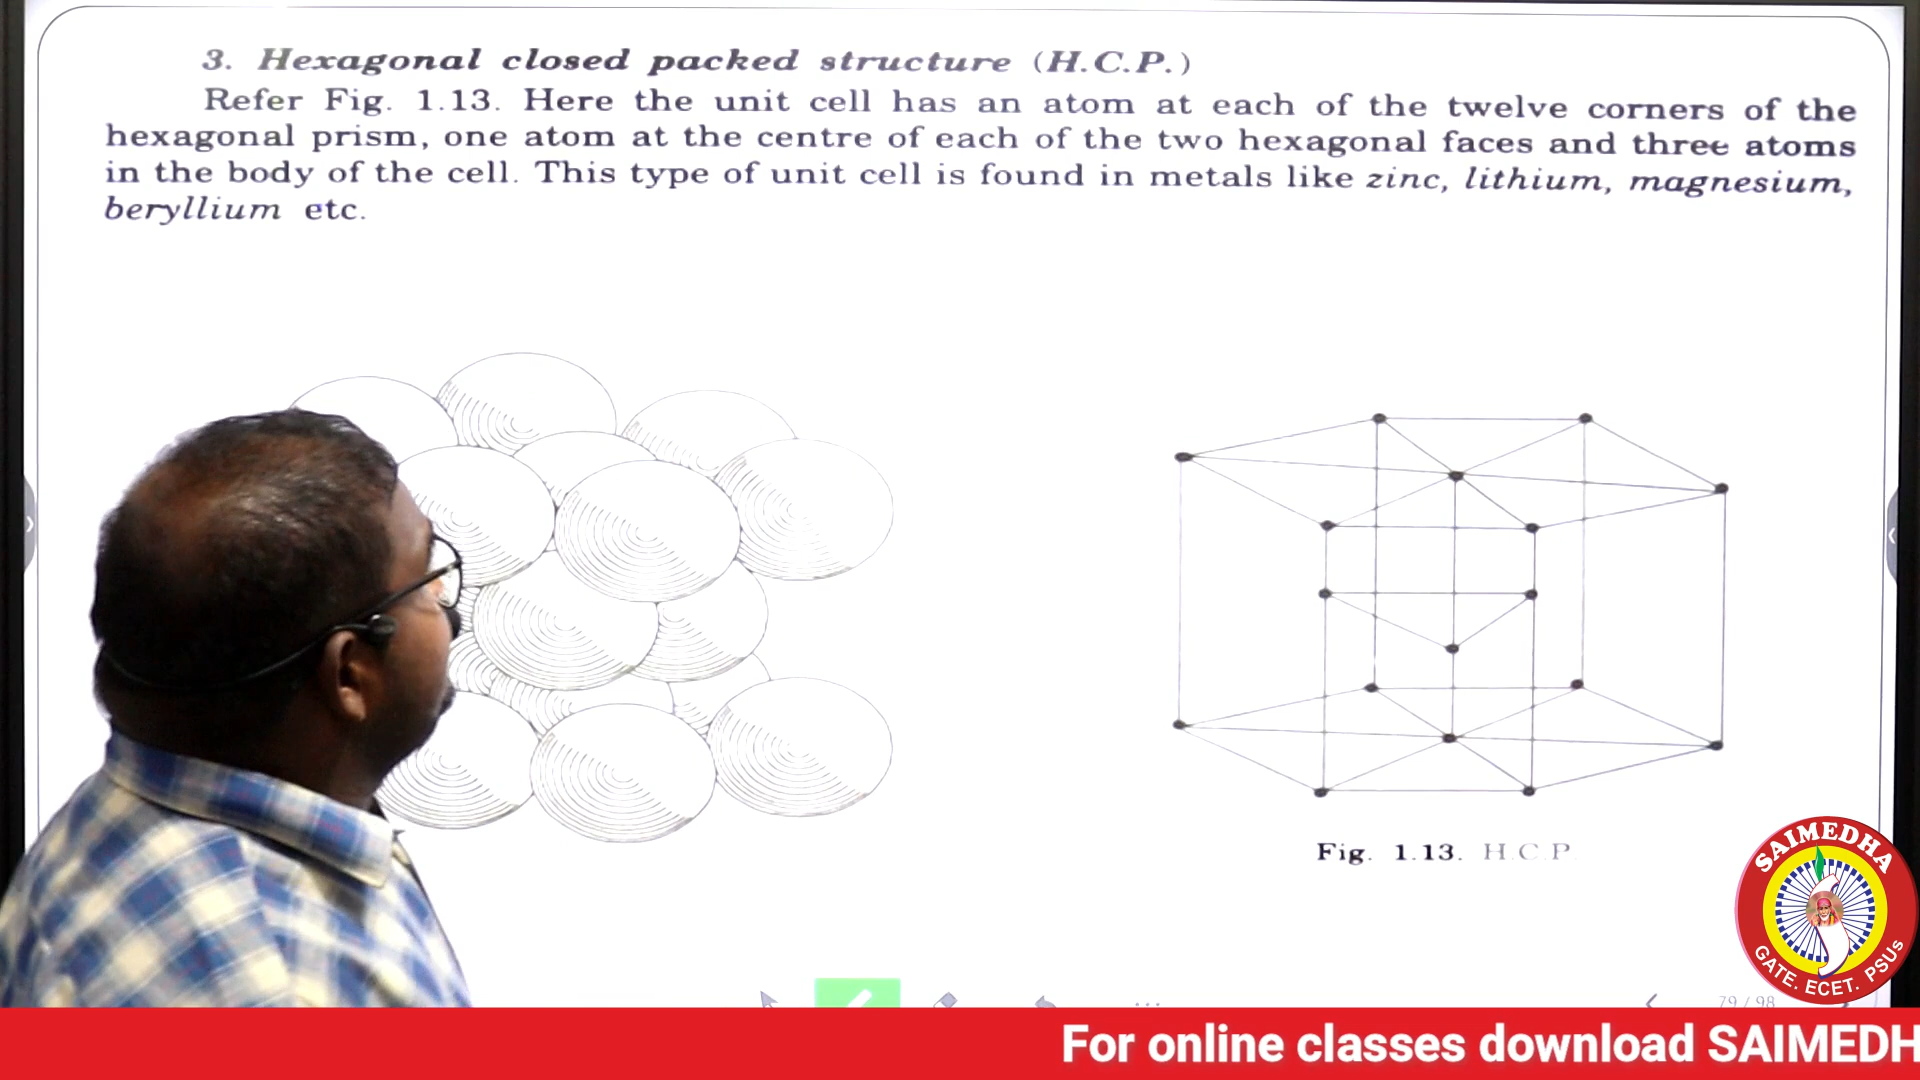 3. Hexagonal closed packed structure (H.C.P.)
Refer Fig. 1.13. Here the unit cell has an atom at each of the twelve corners of the
hexagonal prism, one atom at the centre of each of the two hexagonal faces and three atoms
in the body of the cell. This type of unit cell is found in metals like zinc, lithium, magnesium,
beryllium etc.
Fig. 1.13. H.C.P.
SAIMEDHA
GATE. ECET. PSUs
79 / 98
For online classes download SAIMEDH